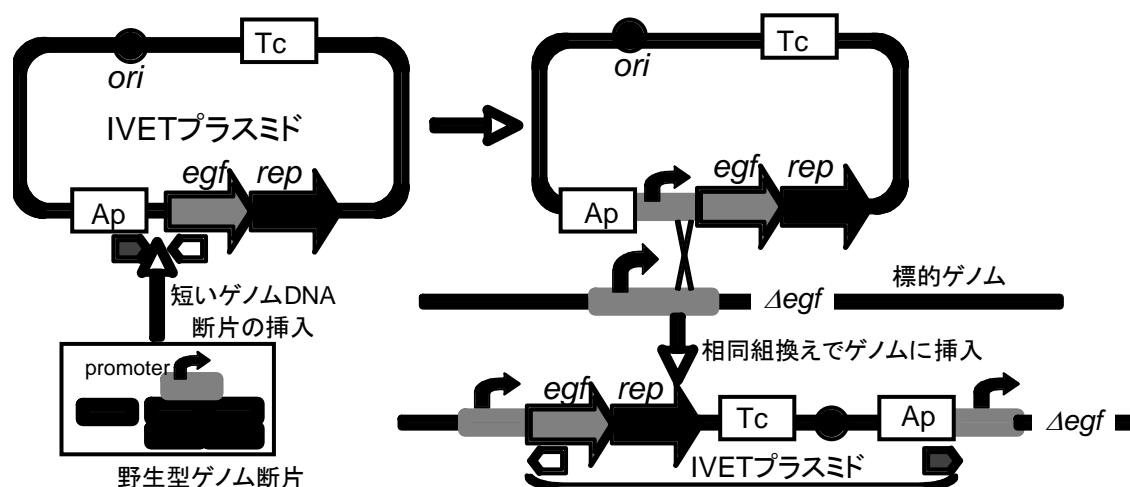 Tc
ori
IVETプラスミド
egf rep
Ap
短いゲノムDNA
断片の挿入
promoter
野生型ゲノム断片
Tc
ori
egf rep
Ap
標的ゲノム
Δegf
相同組換えでゲノムに挿入
egf rep
Tc
Ap
Δegf
IVETプラスミド